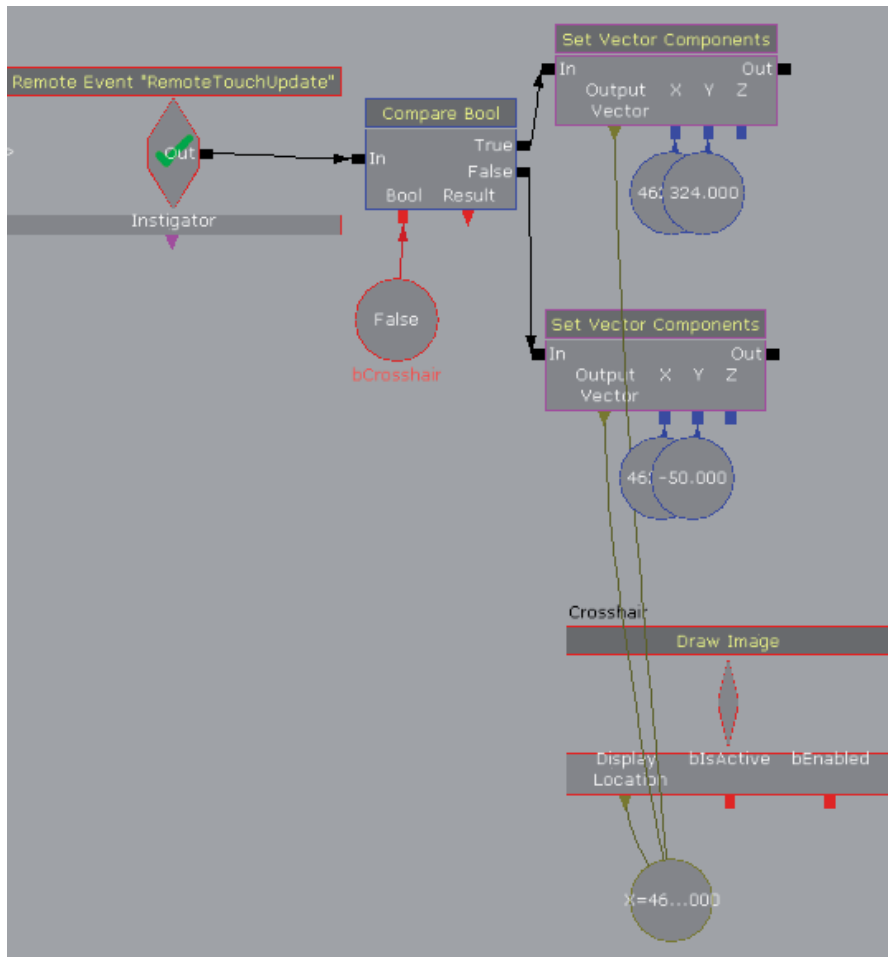 Remote Event "RemoteTouchUpdate"
Out
Instigator
Compare Bool
In
True
False
Bool Result
False
bCrosshair
Set Vector Components
In Out
Output X Y Z
Vector
324.000
Set Vector Components
In Out
Output X Y Z
Vector
-50.000
Crosshair
Draw Image
Display bIsActive bEnabled
Location
X=46...000